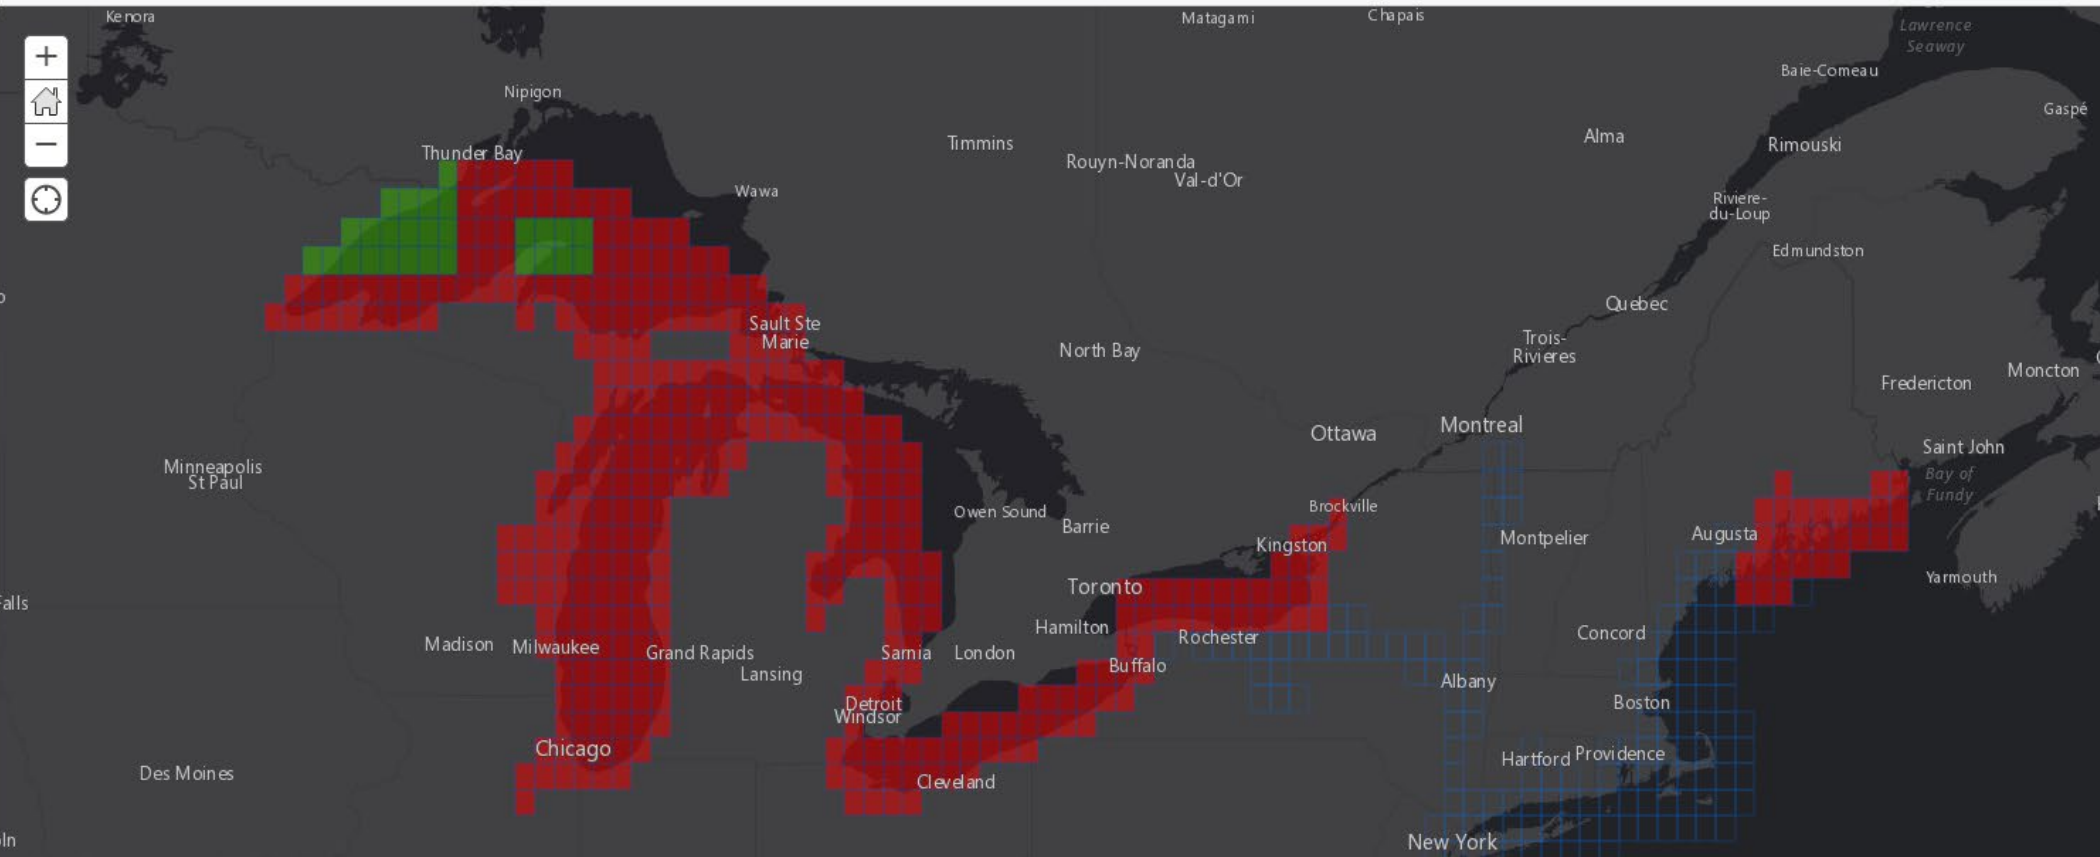 Kenora
Matagami
Chapais
Lawrence
Seaway
Baie-Comeau
Nipigon
Gaspé
Thunder Bay
Timmins
Alma
Rimouski
Rouyn-Noranda
Val-d'Or
Wawa
Riviere-
du-Loup
Edmundston
Quebec
Sault Ste
Marie
North Bay
Trois-
Rivieres
Moncton
Fredericton
Montreal
Ottawa
Saint John
Minneapolis
St Paul
Bay of
Fundy
Owen Sound
Barrie
Brockville
Kingston
Montpelier
Augusta
Toronto
Yarmouth
Hamilton
Rochester
Concord
Madison
Milwaukee
Grand Rapids
Lansing
Sarnia
London
Buffalo
Albany
Detroit
Windsor
Boston
Chicago
Hartford
Providence
Des Moines
Cleveland
New York